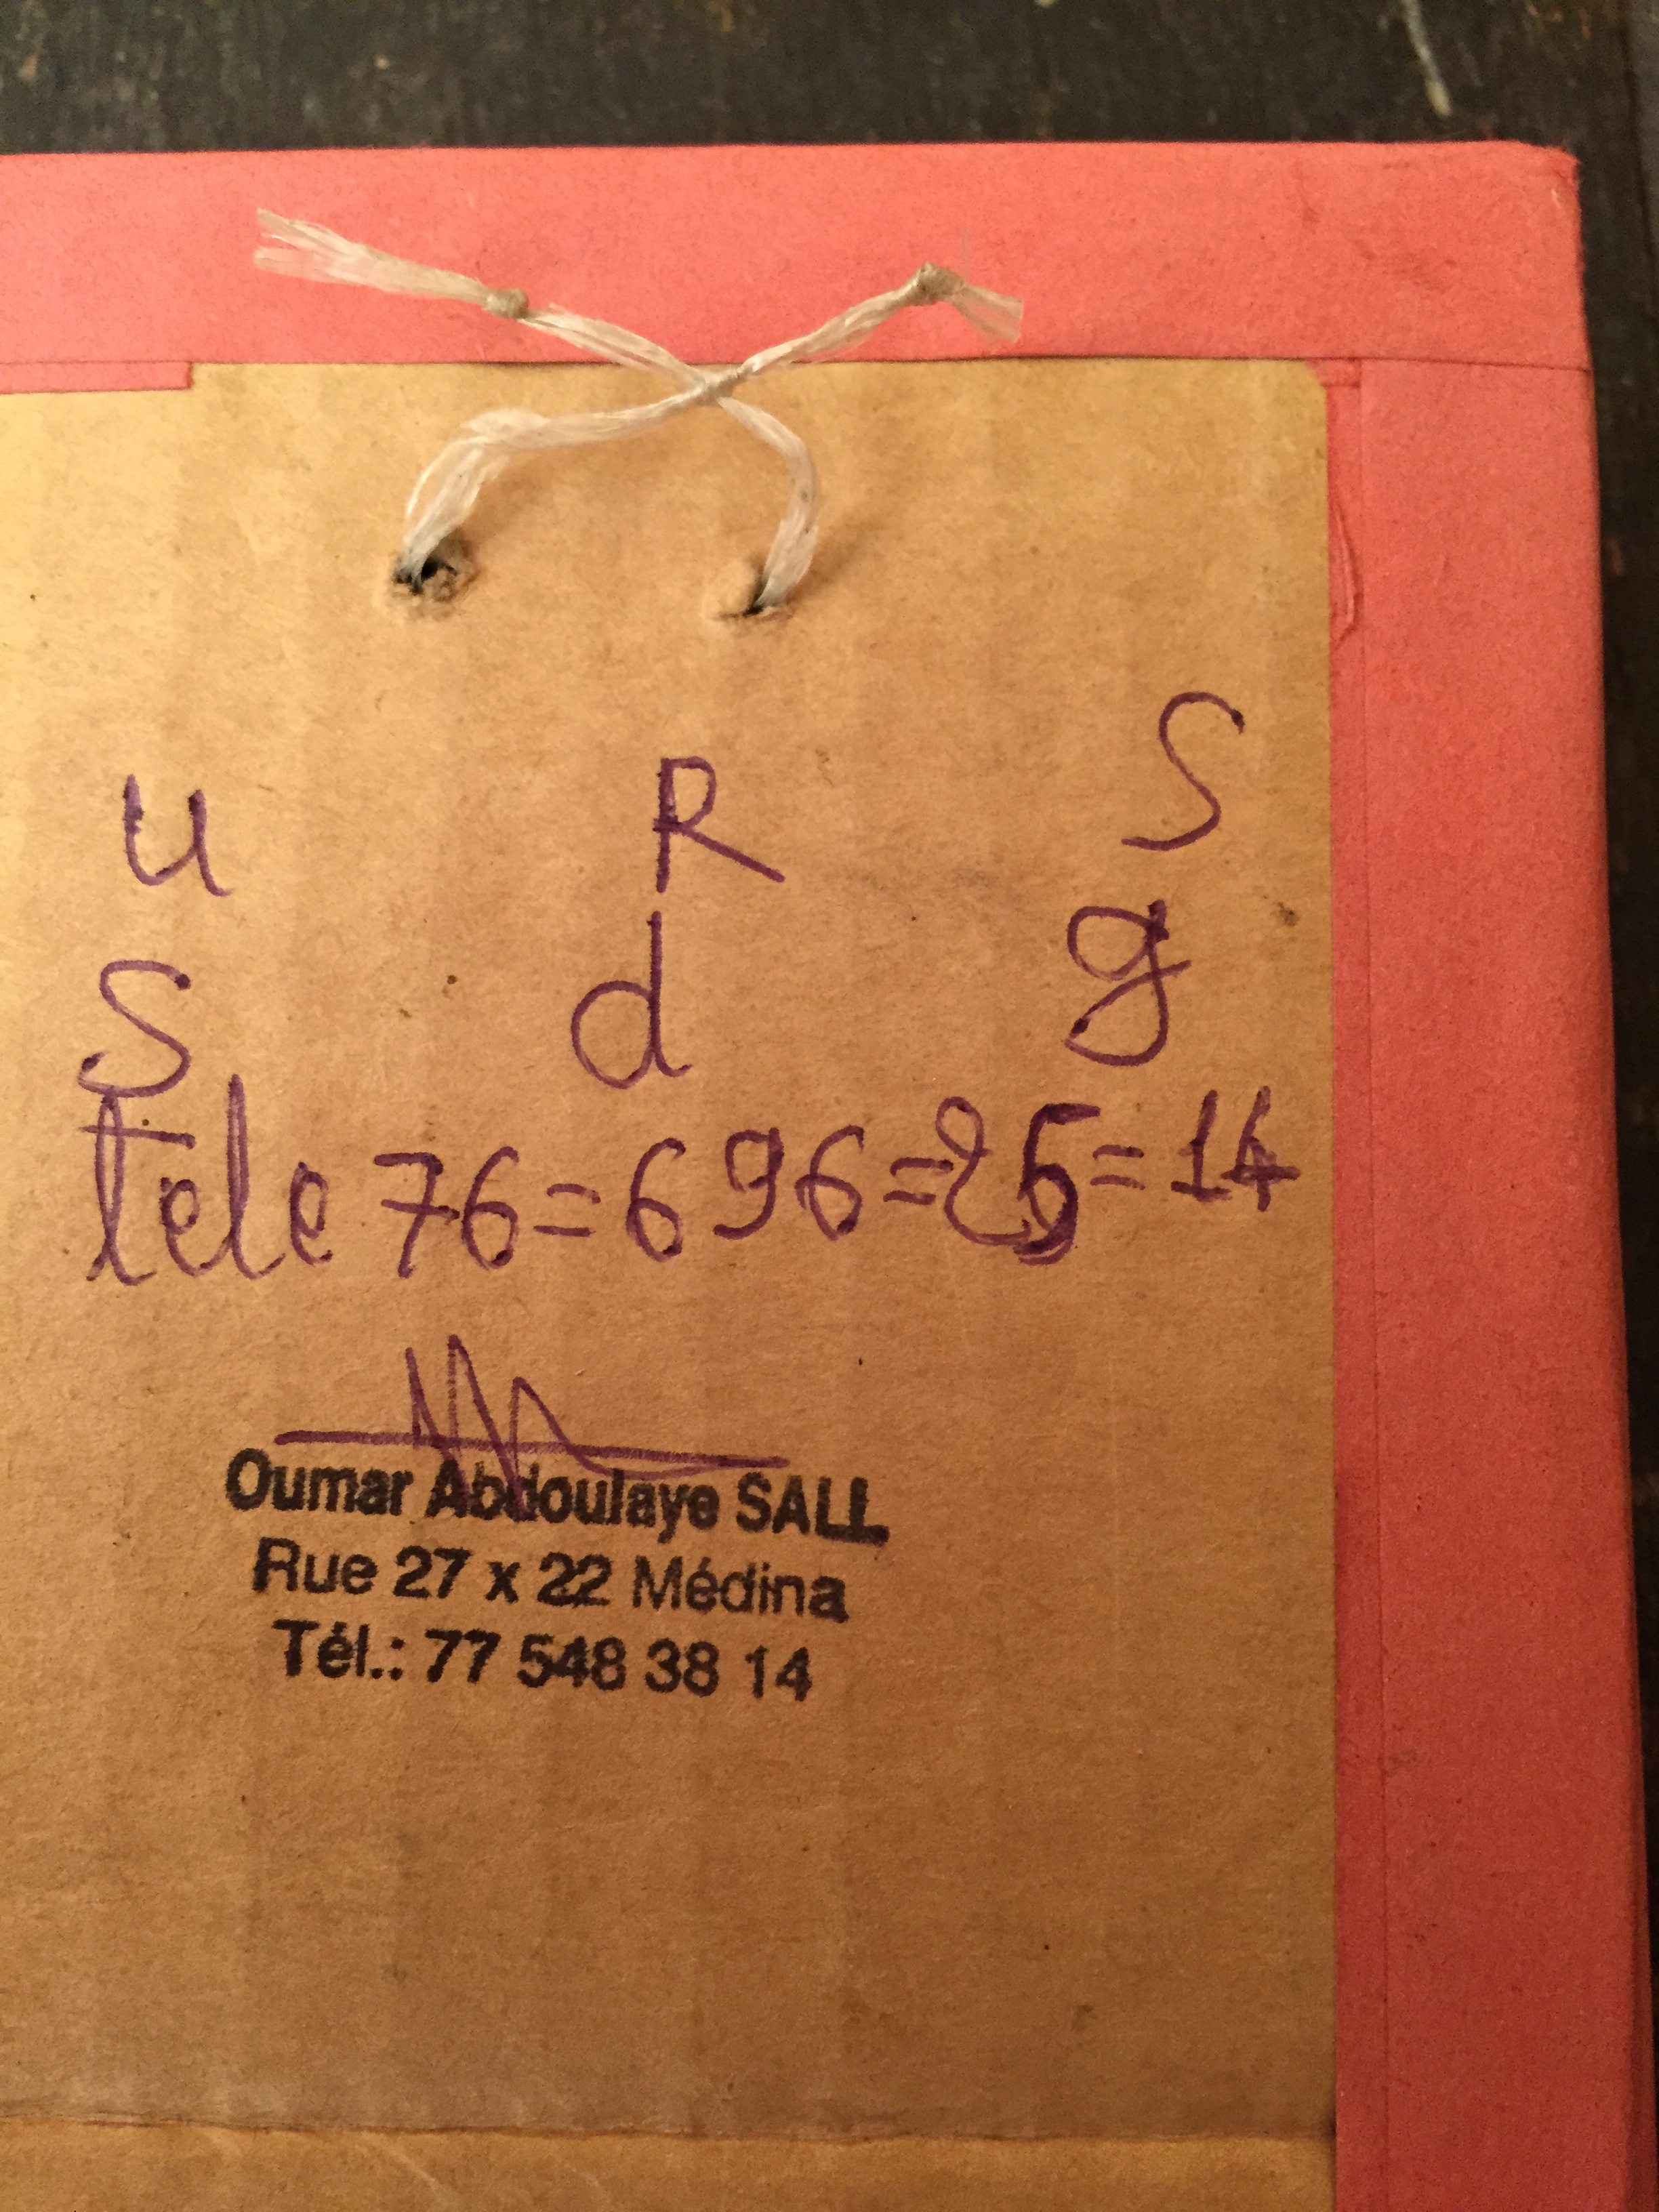 u R S
S d g
tele 76=696=25=14
Oumar Abdoulaye SALL
Rue 27 x 22 Médina
Tél.: 77 548 38 14